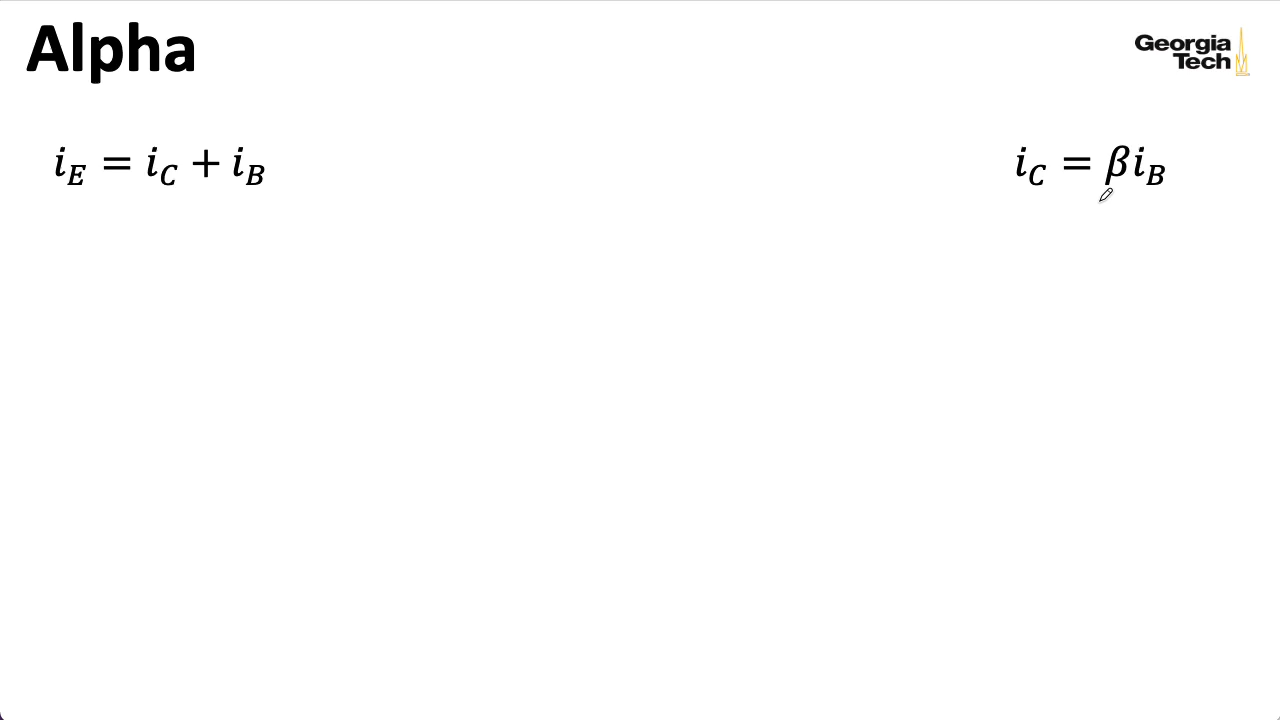 Alpha
Georgia
Tech
i_E = i_C + i_B
i_C = βi_B